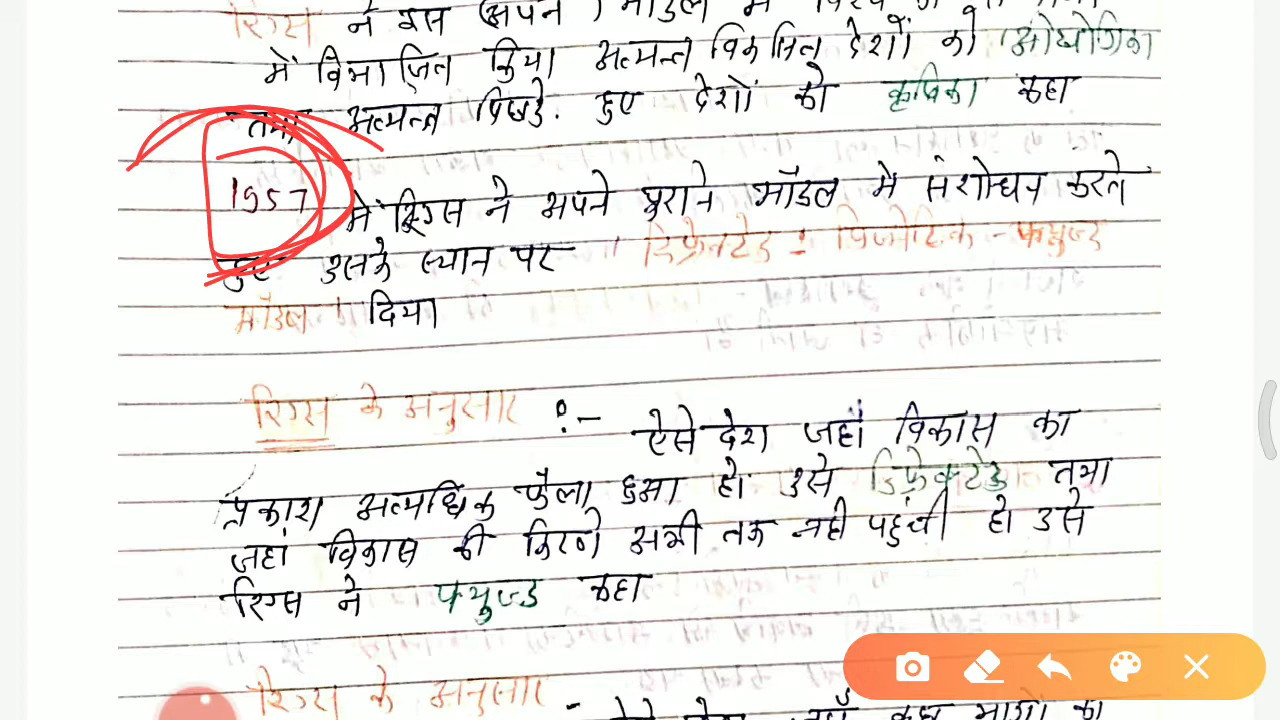 रिग्स ने इस (अपने) मॉडल में
में विभाजित किया अत्यन्त विकसित देशों को 'औद्योगिका
तथा अत्यन्त पिछडे. हुए देशों को कृषिका कहा
1957 में रिग्स ने अपने पुराने मॉडल में संशोधन करते
हुए उसके स्थान पर ' डिफ्रेक्टेड : प्रिज्मेटिक - फ्युज्ड
मॉडल ' दिया
रिग्स के अनुसार :- ऐसे देश जहाँ विकास का
प्रकाश अत्यधिक फैला हुआ हो उसे डिफ्रेक्टेड तथा
जहां विकास की किरणे अभी तक नही पहुंची हो उसे
रिग्स ने फ्युज्ड कहा
रिग्स के अनुसार -